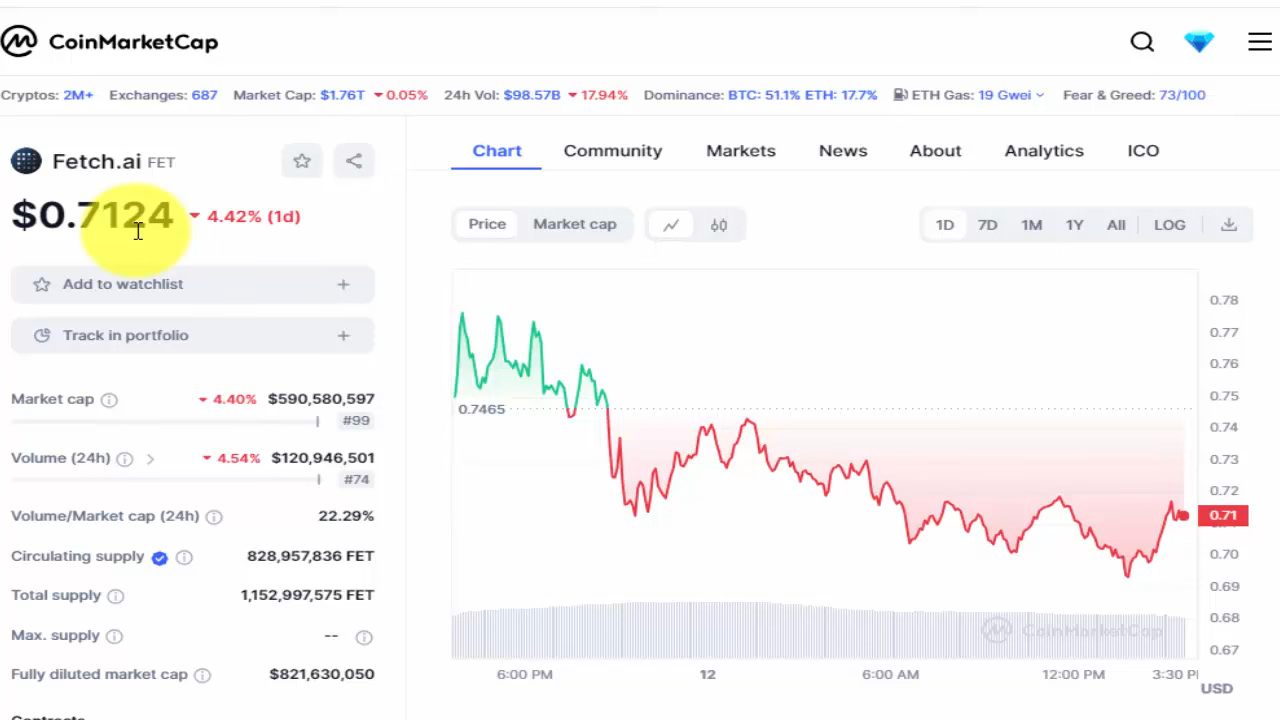 CoinMarketCap
Cryptos: 2M+ Exchanges: 687 Market Cap: $1.76T 0.05% 24h Vol: $98.57B 17.94% Dominance: BTC: 51.1% ETH: 17.7% ETH Gas: 19 Gwei Fear & Greed: 73/100
Fetch.ai FET
$0.7124 4.42% (1d)
Add to watchlist +
Track in portfolio +
Market cap 4.40% $590,580,597
#99
Volume (24h) 4.54% $120,946,501
#74
Volume/Market cap (24h) 22.29%
Circulating supply 828,957,836 FET
Total supply 1,152,997,575 FET
Max. supply --
Fully diluted market cap $821,630,050
Contracts
Chart Community Markets News About Analytics ICO
Price Market cap
1D 7D 1M 1Y All LOG
0.78
0.77
0.76
0.75
0.7465
0.74
0.73
0.72
0.71
0.70
0.69
0.68
CoinMarketCap
0.67
6:00 PM 12 6:00 AM 12:00 PM 3:30 P
USD